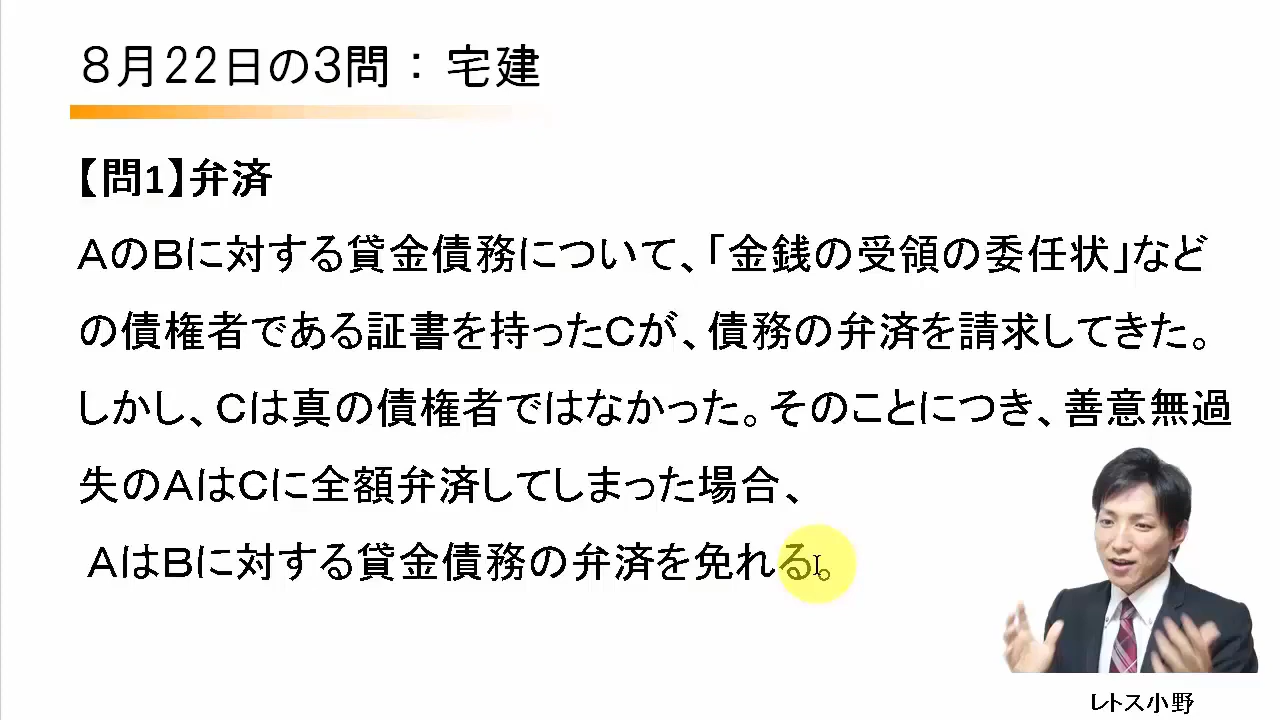 ８月22日の3問：宅建
【問1】弁済
ＡのＢに対する貸金債務について、「金銭の受領の委任状」など
の債権者である証書を持ったＣが、債務の弁済を請求してきた。
しかし、Ｃは真の債権者ではなかった。そのことにつき、善意無過
失のＡはＣに全額弁済してしまった場合、
ＡはＢに対する貸金債務の弁済を免れる。
レトス小野